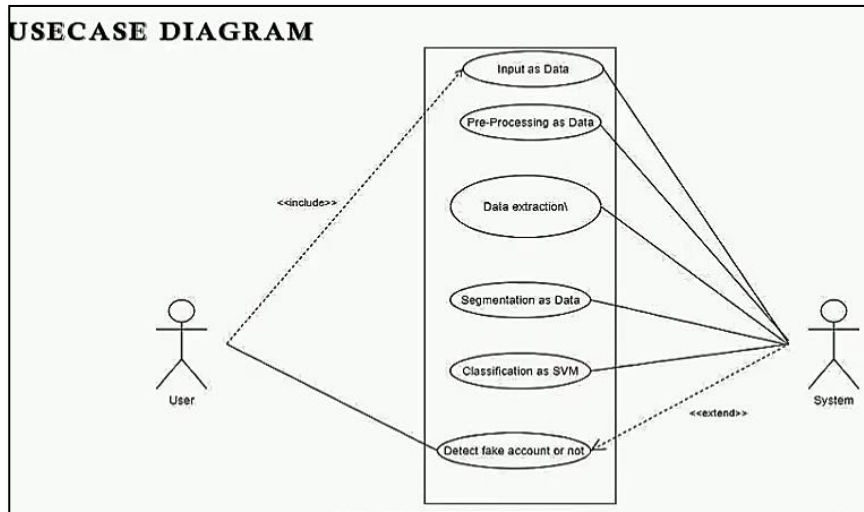 USECASE DIAGRAM
Input as Data
Pre-Processing as Data
<<include>>
Data extraction\
Segmentation as Data
Classification as SVM
User
System
<<extend>>
Detect fake account or not